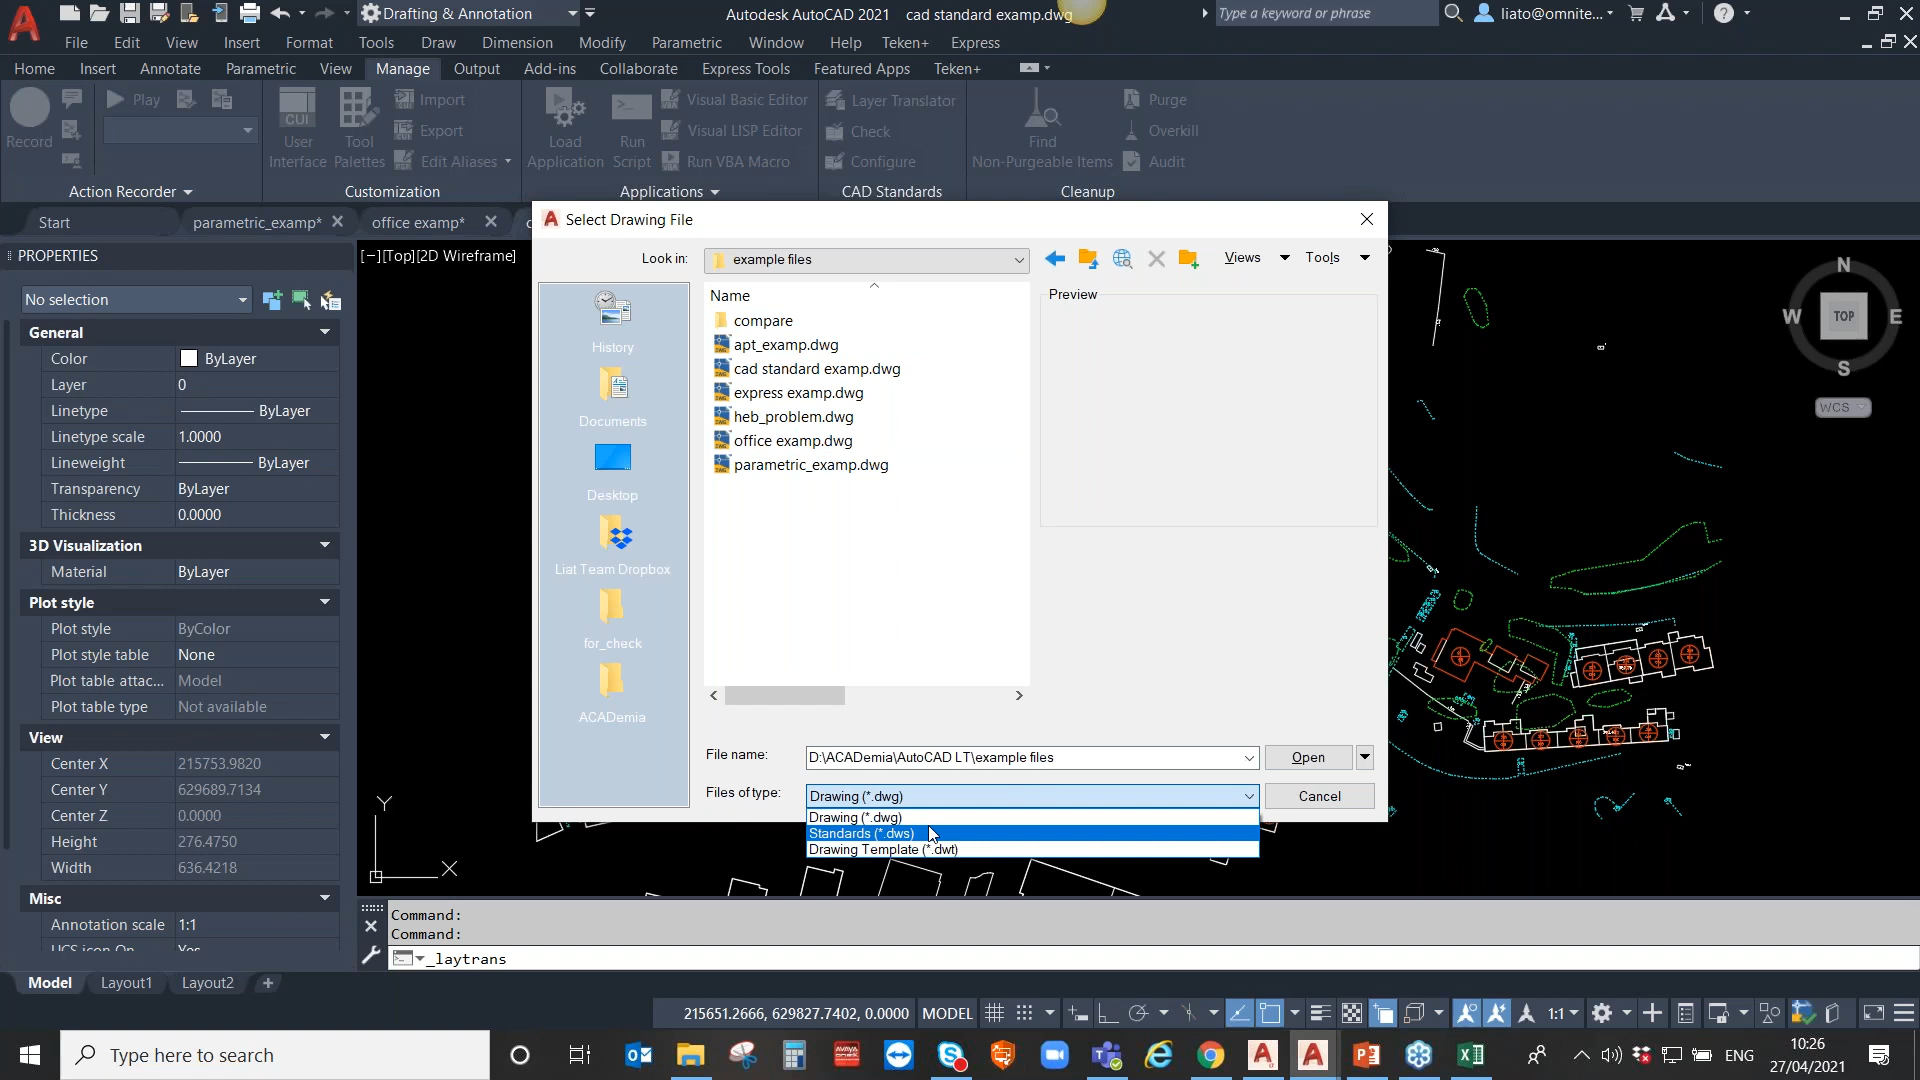 Drafting & Annotation
Autodesk AutoCAD 2021 cad standard examp.dwg
Type a keyword or phrase
liato@omnite...
File Edit View Insert Format Tools Draw Dimension Modify Parametric Window Help Teken+ Express
Home Insert Annotate Parametric View Manage Output Add-ins Collaborate Express Tools Featured Apps Teken+
Record
Play
CUI
User
Interface
Tool
Palettes
Import
Export
Edit Aliases
Load
Application
Run
Script
Visual Basic Editor
Visual LISP Editor
Run VBA Macro
Layer Translator
Check
Configure
Find
Non-Purgeable Items
Purge
Overkill
Audit
Action Recorder
Customization
Applications
CAD Standards
Cleanup
Start
parametric_examp*
office examp*
PROPERTIES
No selection
General
Color ByLayer
Layer 0
Linetype ByLayer
Linetype scale 1.0000
Lineweight ByLayer
Transparency ByLayer
Thickness 0.0000
3D Visualization
Material ByLayer
Plot style
Plot style ByColor
Plot style table None
Plot table attac... Model
Plot table type Not available
View
Center X 215753.9820
Center Y 629689.7134
Center Z 0.0000
Height 276.4750
Width 636.4218
Misc
Annotation scale 1:1
UCS icon On Yes
[−][Top][2D Wireframe]
Select Drawing File
Look in: example files
Views Tools
Name
compare
apt_examp.dwg
cad standard examp.dwg
express examp.dwg
heb_problem.dwg
office examp.dwg
parametric_examp.dwg
Preview
History
Documents
Desktop
Liat Team Dropbox
for_check
ACADemia
File name: D:\ACADemia\AutoCAD LT\example files
Open
Files of type: Drawing (*.dwg)
Cancel
Drawing (*.dwg)
Standards (*.dws)
Drawing Template (*.dwt)
N
W TOP E
S
WCS
Y
X
Command:
Command:
_laytrans
Model Layout1 Layout2
215651.2666, 629827.7402, 0.0000 MODEL
1:1
Type here to search
ENG
10:26
27/04/2021